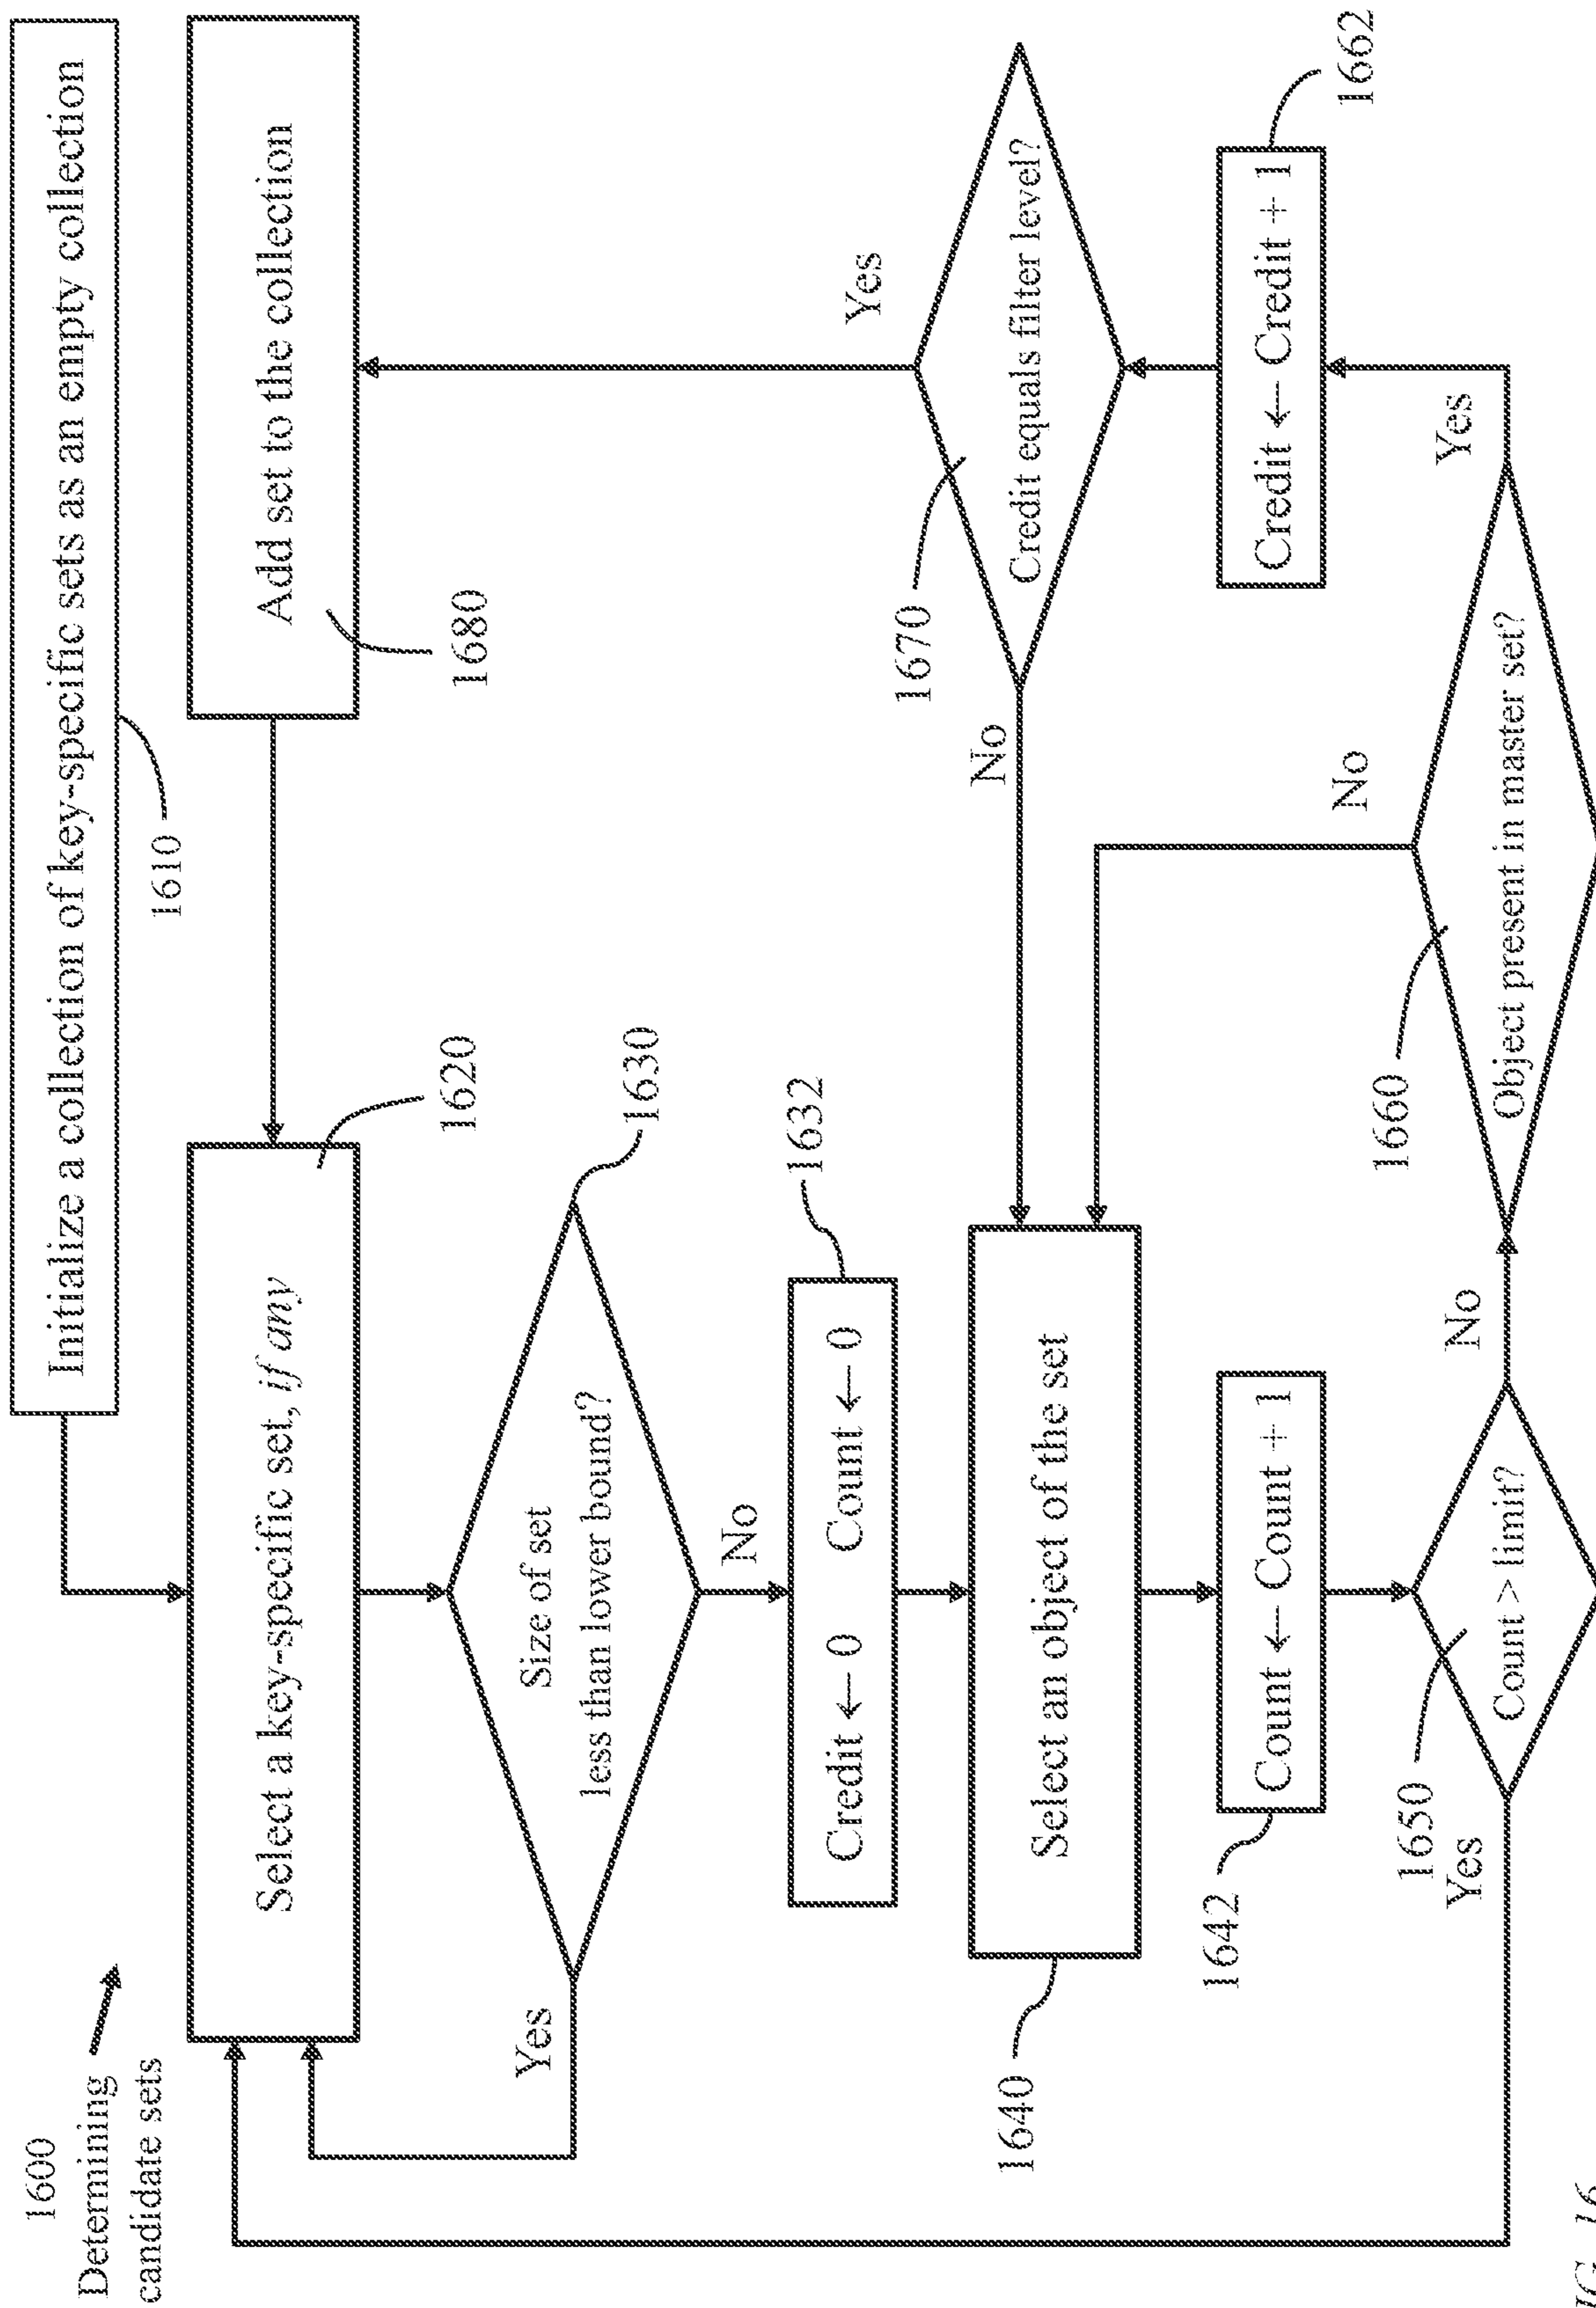 1600
Determining
candidate sets
Initialize a collection of key-specific sets as an empty collection
1610
Select a key-specific set, if any
1620
Add set to the collection
1680
Size of set
less than lower bound?
1630
Yes
No
Credit ← 0 Count ← 0
1632
Select an object of the set
1640
Count ← Count + 1
1642
Count > limit?
1650
Yes
No
Object present in master set?
1660
No
Yes
Credit ← Credit + 1
1662
Credit equals filter level?
1670
No
Yes
IG. 16